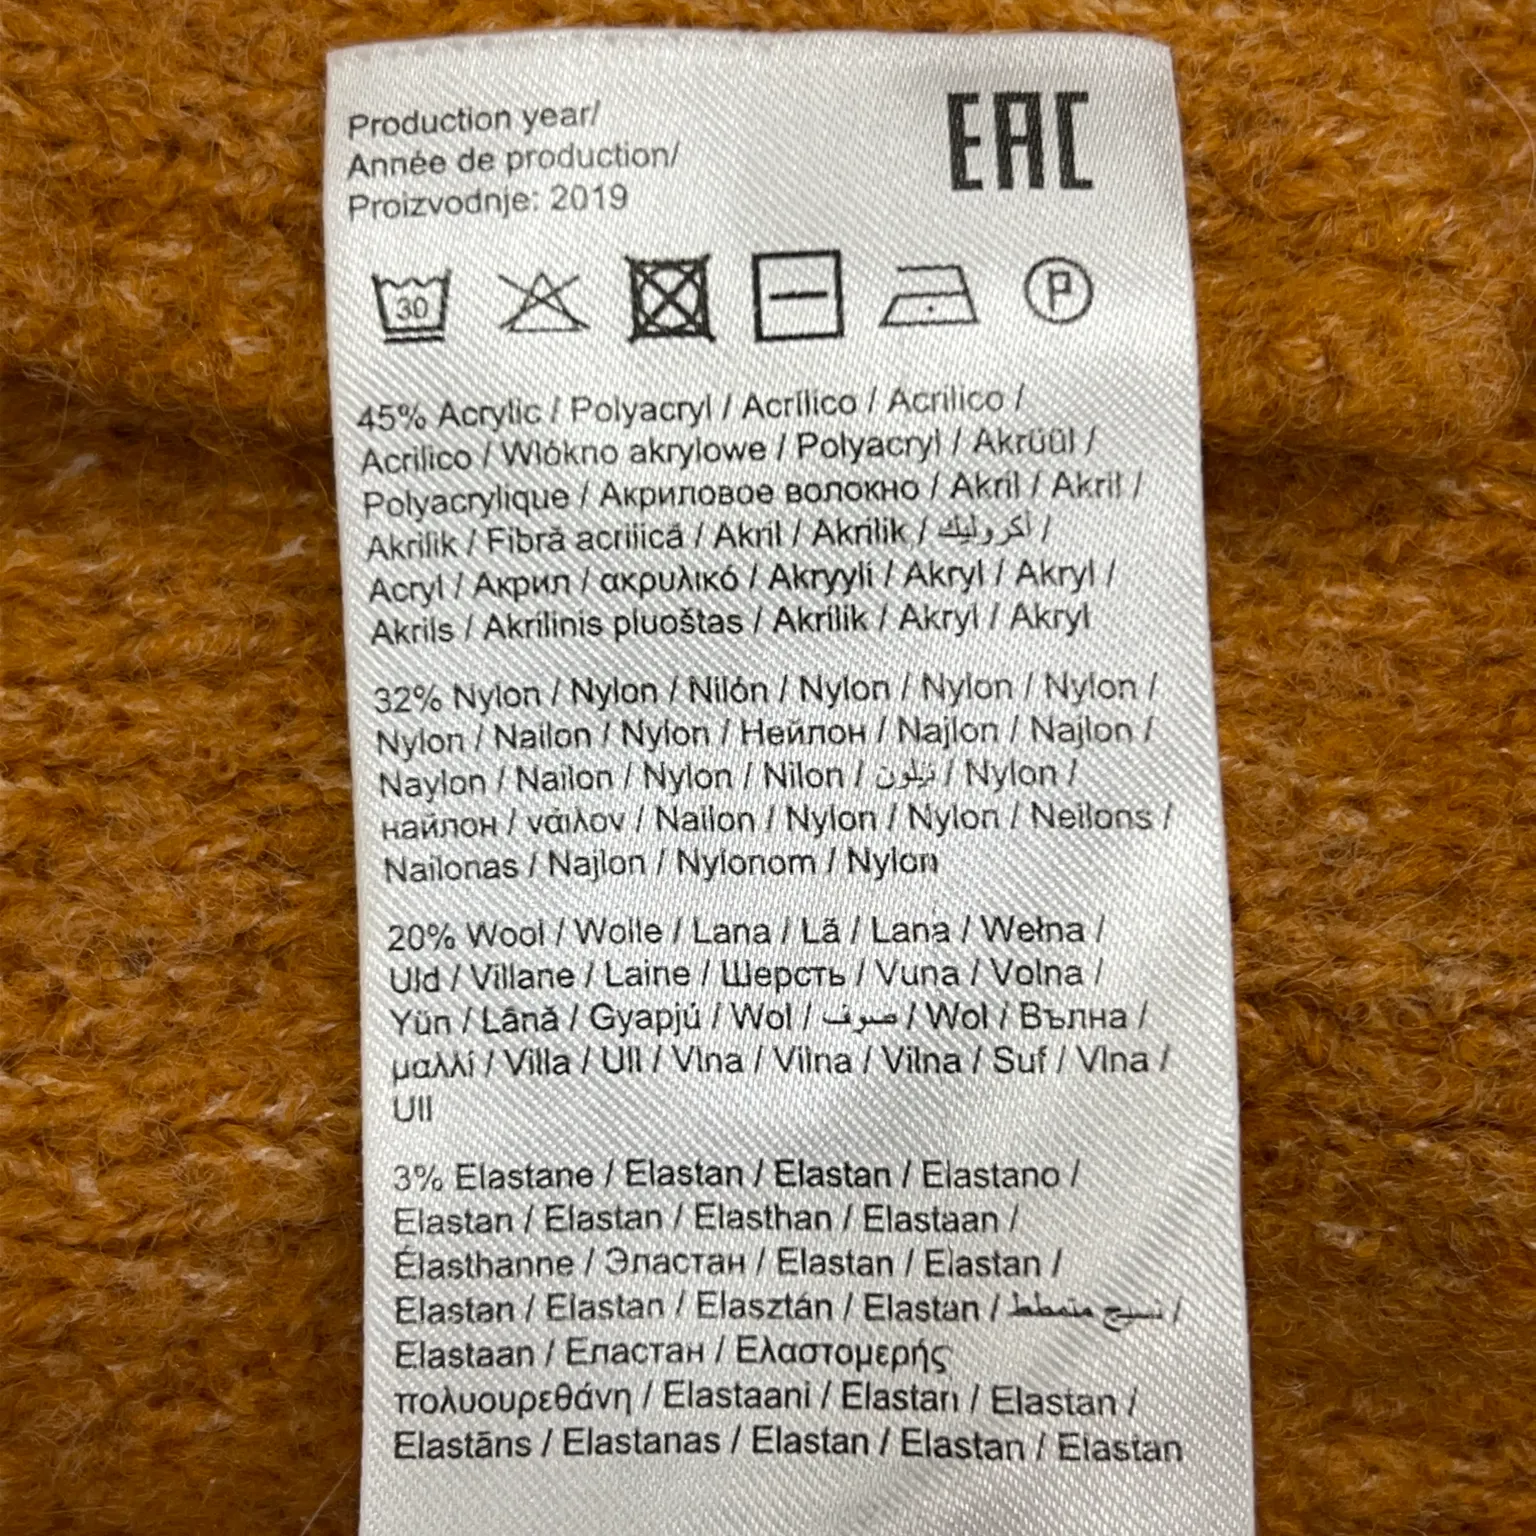 Production year/
Année de production/
Proizvodnje: 2019
EAC
30
P
45% Acrylic / Polyacryl / Acrílico / Acrílico /
Acrilico / Włókno akrylowe / Polyacryl / Akrüül /
Polyacrylique / Акриловое волокно / Akril / Akril /
Akrilik / Fibră acrilică / Akril / Akrilik / أكروليك /
Acryl / Акрил / ακρυλικό / Akryyli / Akryl / Akryl /
Akrils / Akrilinis pluoštas / Akrilik / Akryl / Akryl
32% Nylon / Nylon / Nilón / Nylon / Nylon / Nylon /
Nylon / Nailon / Nylon / Нейлон / Najlon / Najlon /
Naylon / Nailon / Nylon / Nilon / نيلون / Nylon /
найлон / νάιλον / Nailon / Nylon / Nylon / Neilons /
Nailonas / Najlon / Nylonom / Nylon
20% Wool / Wolle / Lana / Lã / Lana / Wełna /
Uld / Villane / Laine / Шерсть / Vuna / Volna /
Yün / Lână / Gyapjú / Wol / صوف / Wol / Вълна /
μαλλί / Villa / Ull / Vlna / Vilna / Vilna / Suf / Vlna /
Ull
3% Elastane / Elastan / Elastan / Elastano /
Elastan / Elastan / Elasthan / Elastaan /
Élasthanne / Эластан / Elastan / Elastan /
Elastan / Elastan / Elasztán / Elastan / نسيج متمطط /
Elastaan / Еластан / Ελαστομερής
πολυουρεθάνη / Elastaani / Elastan / Elastan /
Elastāns / Elastanas / Elastan / Elastan / Elastan